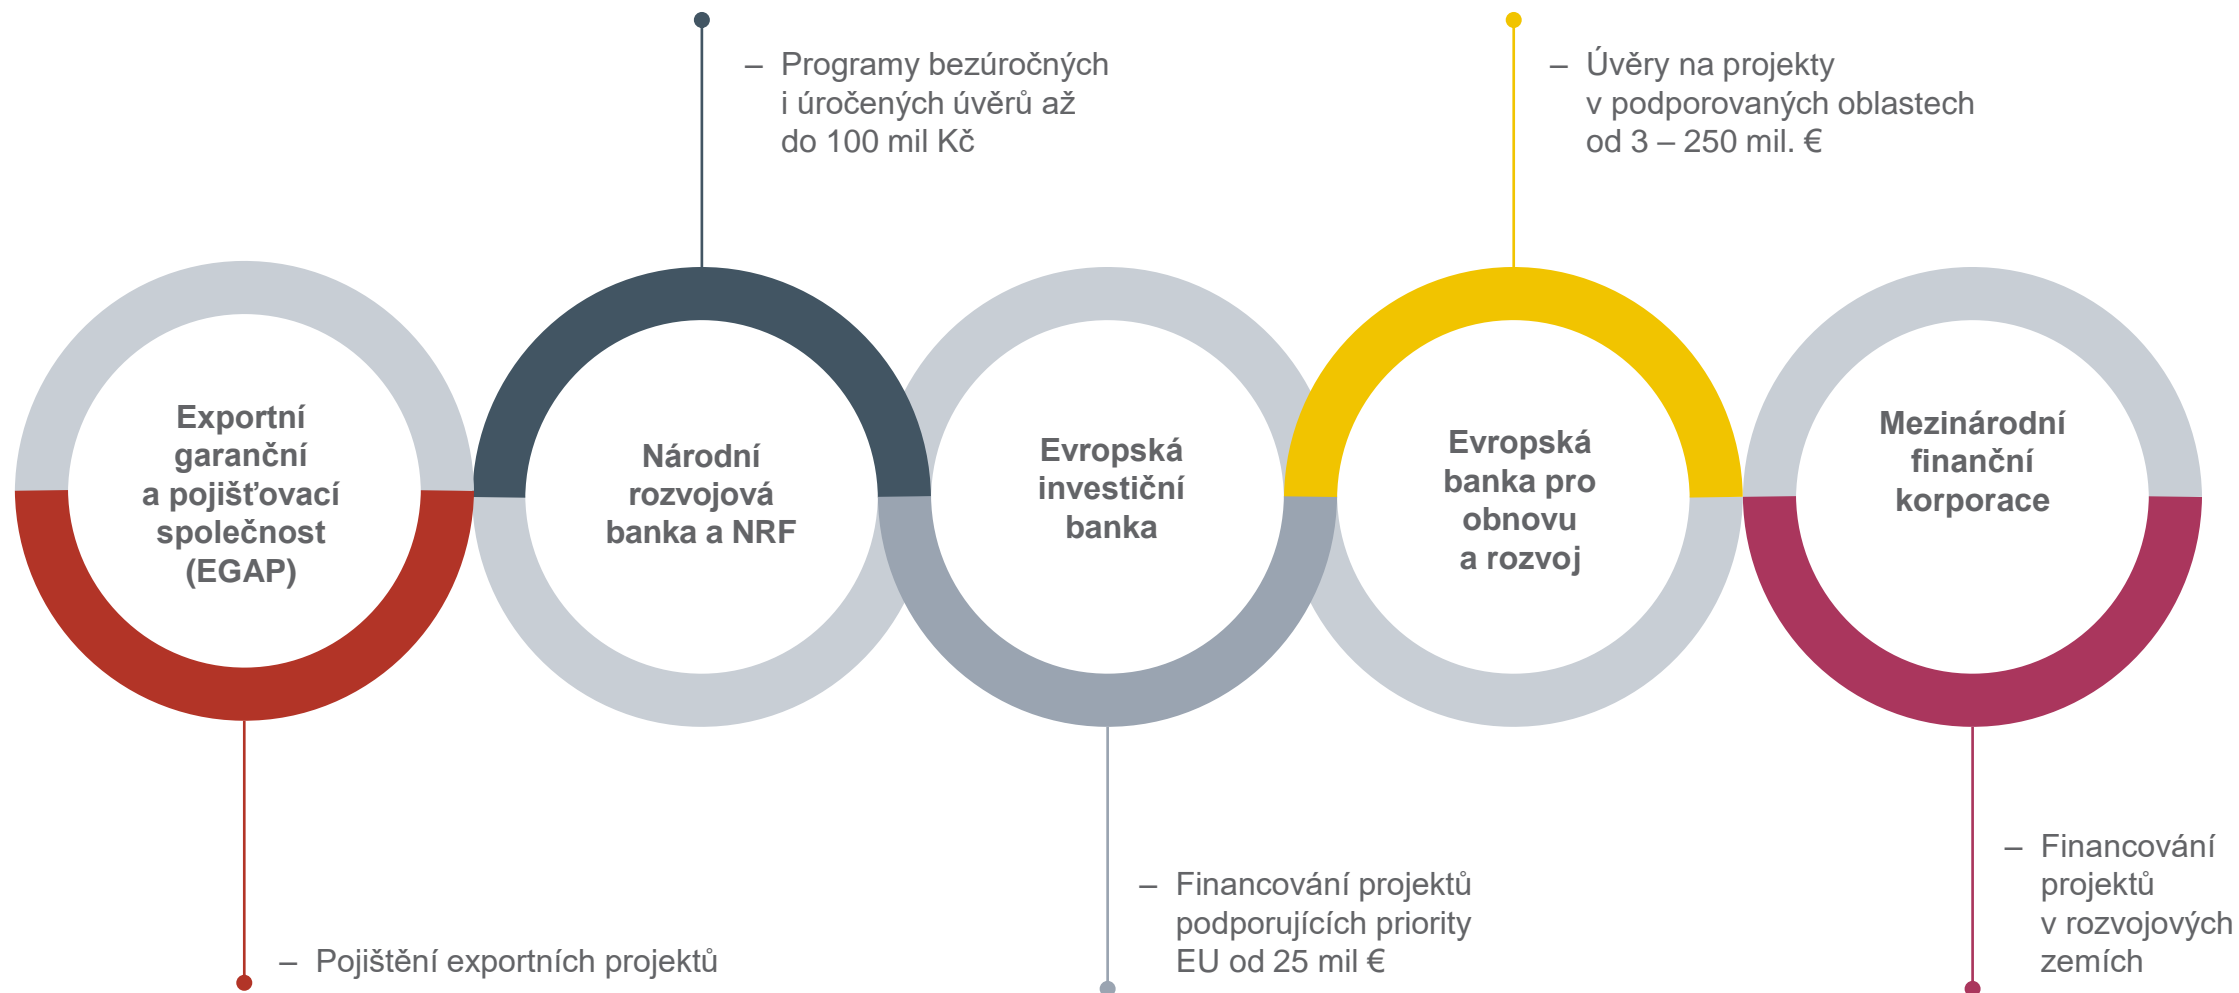 – Programy bezúročných
i úročených úvěrů až
do 100 mil Kč
– Úvěry na projekty
v podporovaných oblastech
od 3 – 250 mil. €
Exportní
garanční
a pojišťovací
společnost
(EGAP)
Národní
rozvojová
banka a NRF
Evropská
investiční
banka
Evropská
banka pro
obnovu
a rozvoj
Mezinárodní
finanční
korporace
– Pojištění exportních projektů
– Financování projektů
podporujících priority
EU od 25 mil €
– Financování
projektů
v rozvojových
zemích